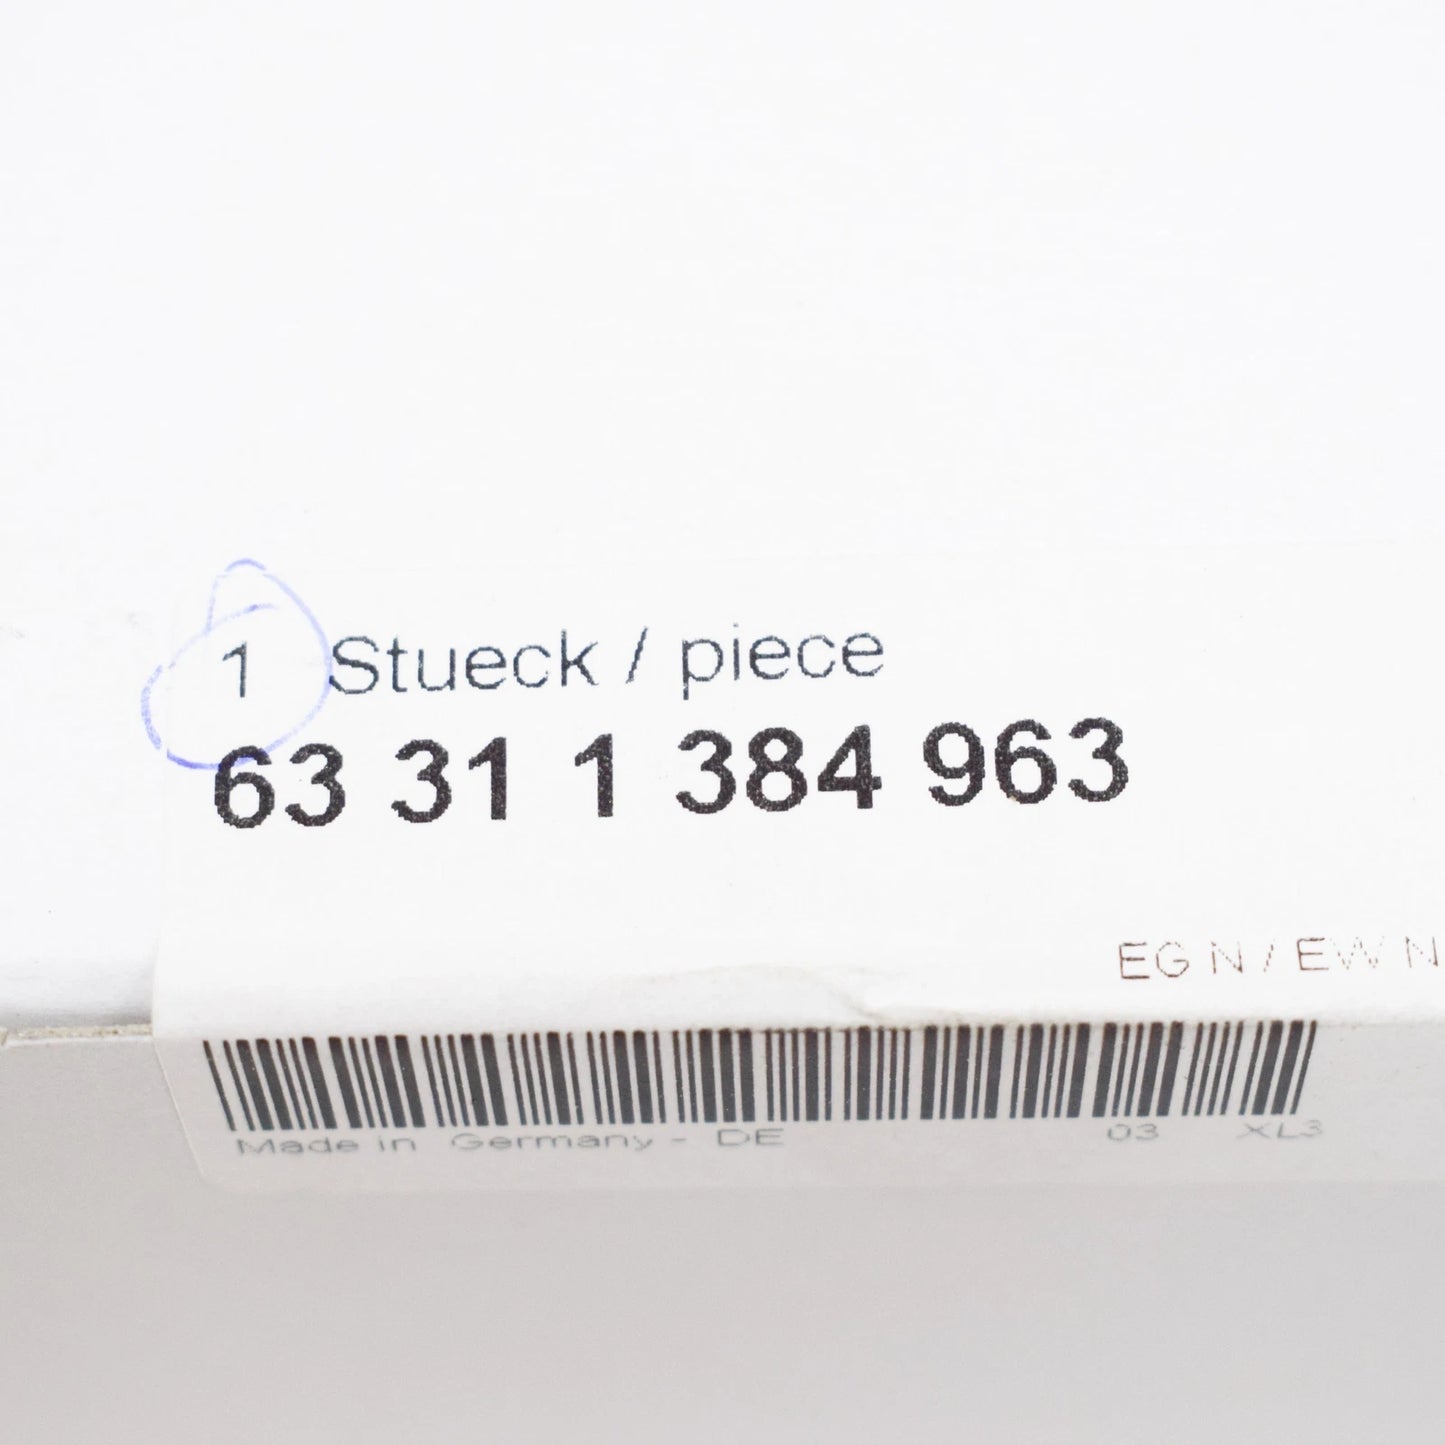 1 Stueck / piece
63 31 1 384 963
EG N / EW N
Made in Germany - DE 03 XL3